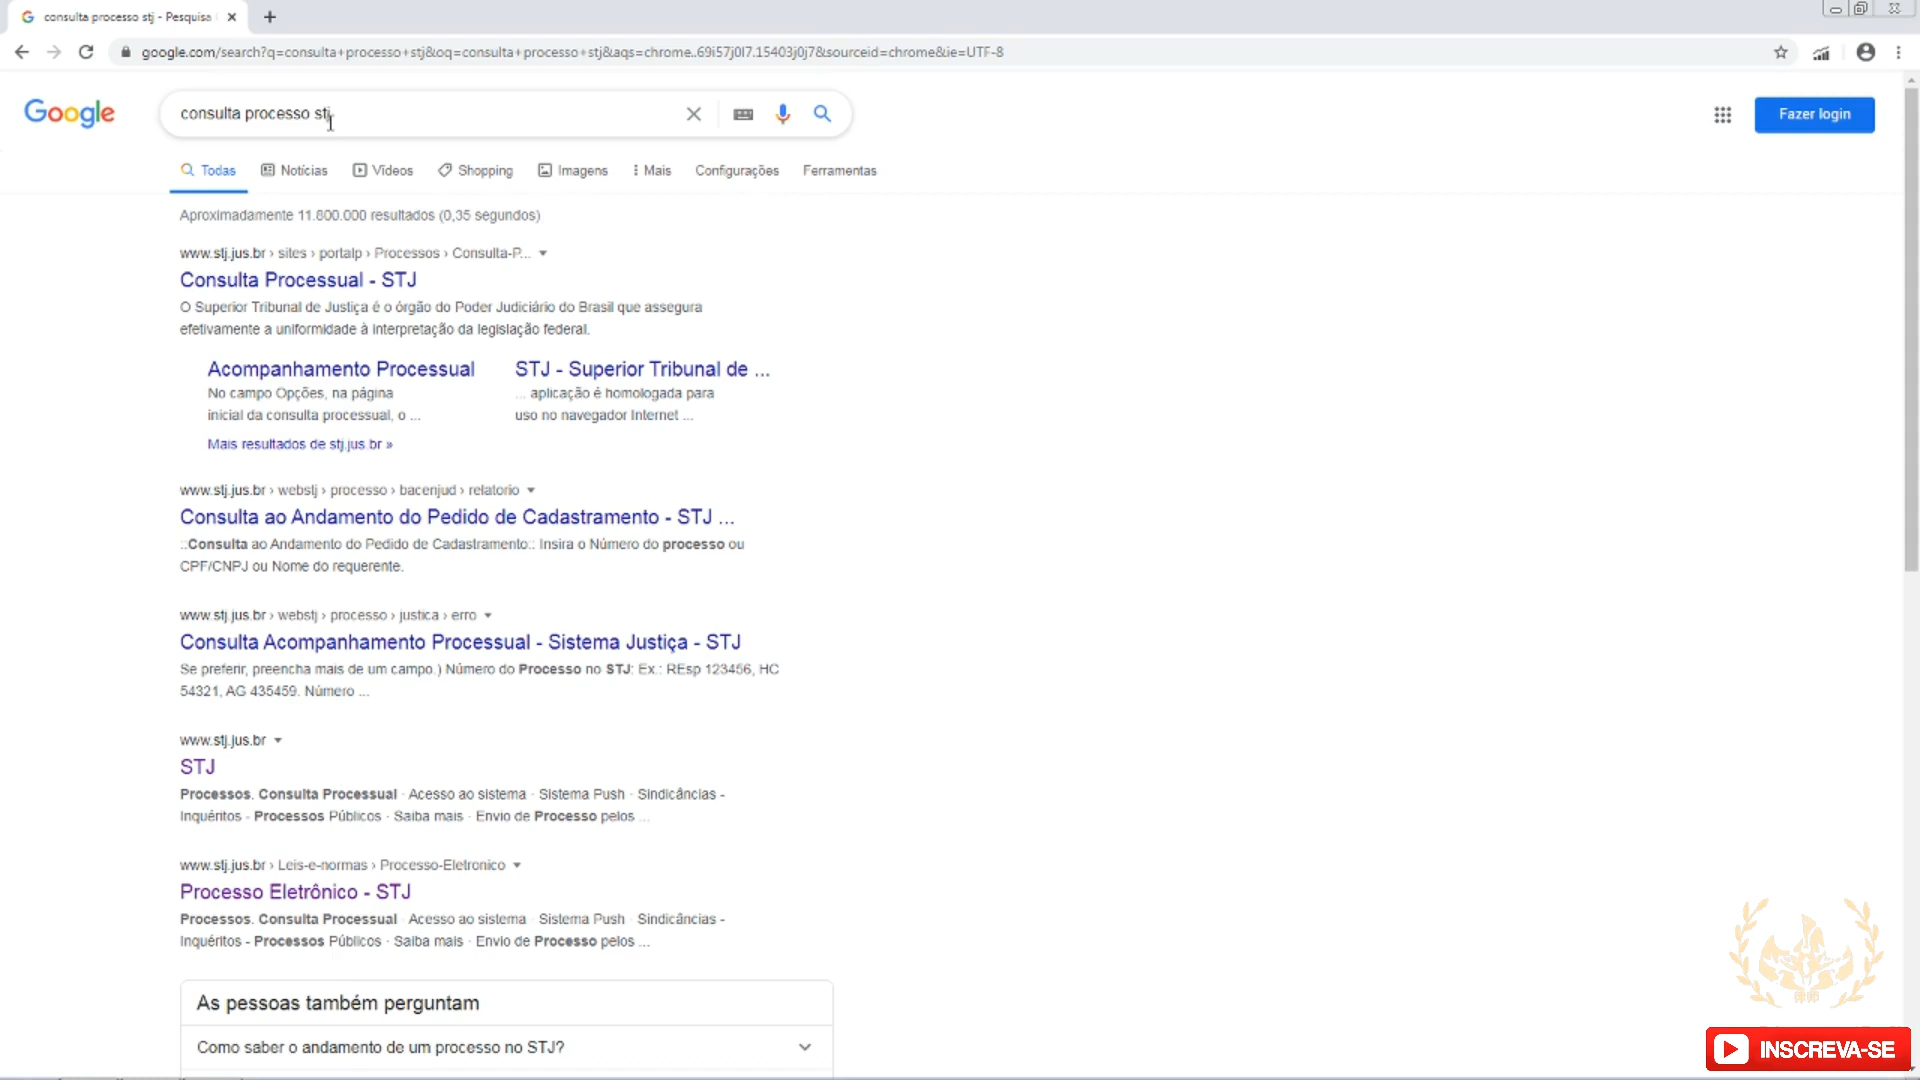 consulta processo stj - Pesquisa
google.com/search?q=consulta+processo+stj&oq=consulta+processo+stj&aqs=chrome..69i57j0l7.15403j0j7&sourceid=chrome&ie=UTF-8
Google
consulta processo stj
Fazer login
Todas Notícias Vídeos Shopping Imagens Mais Configurações Ferramentas
Aproximadamente 11.800.000 resultados (0,35 segundos)
www.stj.jus.br › sites › portalp › Processos › Consulta-P...
Consulta Processual - STJ
O Superior Tribunal de Justiça é o órgão do Poder Judiciário do Brasil que assegura
efetivamente a uniformidade à interpretação da legislação federal.
Acompanhamento Processual
No campo Opções, na página
inicial da consulta processual, o ...
STJ - Superior Tribunal de ...
... aplicação é homologada para
uso no navegador Internet ...
Mais resultados de stj.jus.br »
www.stj.jus.br › webstj › processo › bacenjud › relatorio
Consulta ao Andamento do Pedido de Cadastramento - STJ ...
::Consulta ao Andamento do Pedido de Cadastramento:: Insira o Número do processo ou
CPF/CNPJ ou Nome do requerente.
www.stj.jus.br › webstj › processo › justica › erro
Consulta Acompanhamento Processual - Sistema Justiça - STJ
Se preferir, preencha mais de um campo.) Número do Processo no STJ: Ex.: REsp 123456, HC
54321, AG 435459. Número ...
www.stj.jus.br
STJ
Processos. Consulta Processual · Acesso ao sistema · Sistema Push · Sindicâncias -
Inquéritos - Processos Públicos · Saiba mais · Envio de Processo pelos ...
www.stj.jus.br › Leis-e-normas › Processo-Eletronico
Processo Eletrônico - STJ
Processos. Consulta Processual · Acesso ao sistema · Sistema Push · Sindicâncias -
Inquéritos - Processos Públicos · Saiba mais · Envio de Processo pelos ...
As pessoas também perguntam
Como saber o andamento de um processo no STJ?
INSCREVA-SE